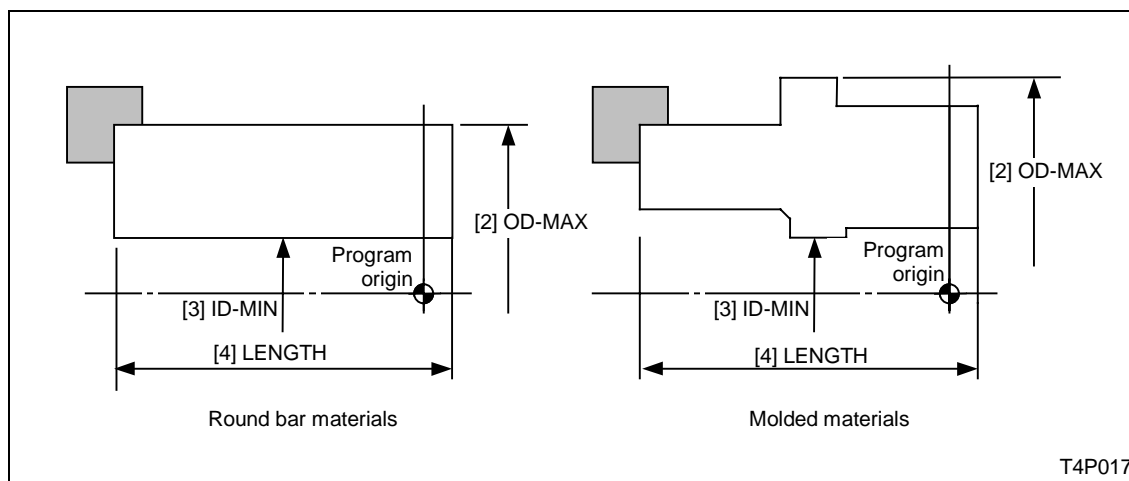 [2] OD-MAX
Program
origin
[3] ID-MIN
[4] LENGTH
Round bar materials
[2] OD-MAX
Program
origin
[3] ID-MIN
[4] LENGTH
Molded materials
T4P017